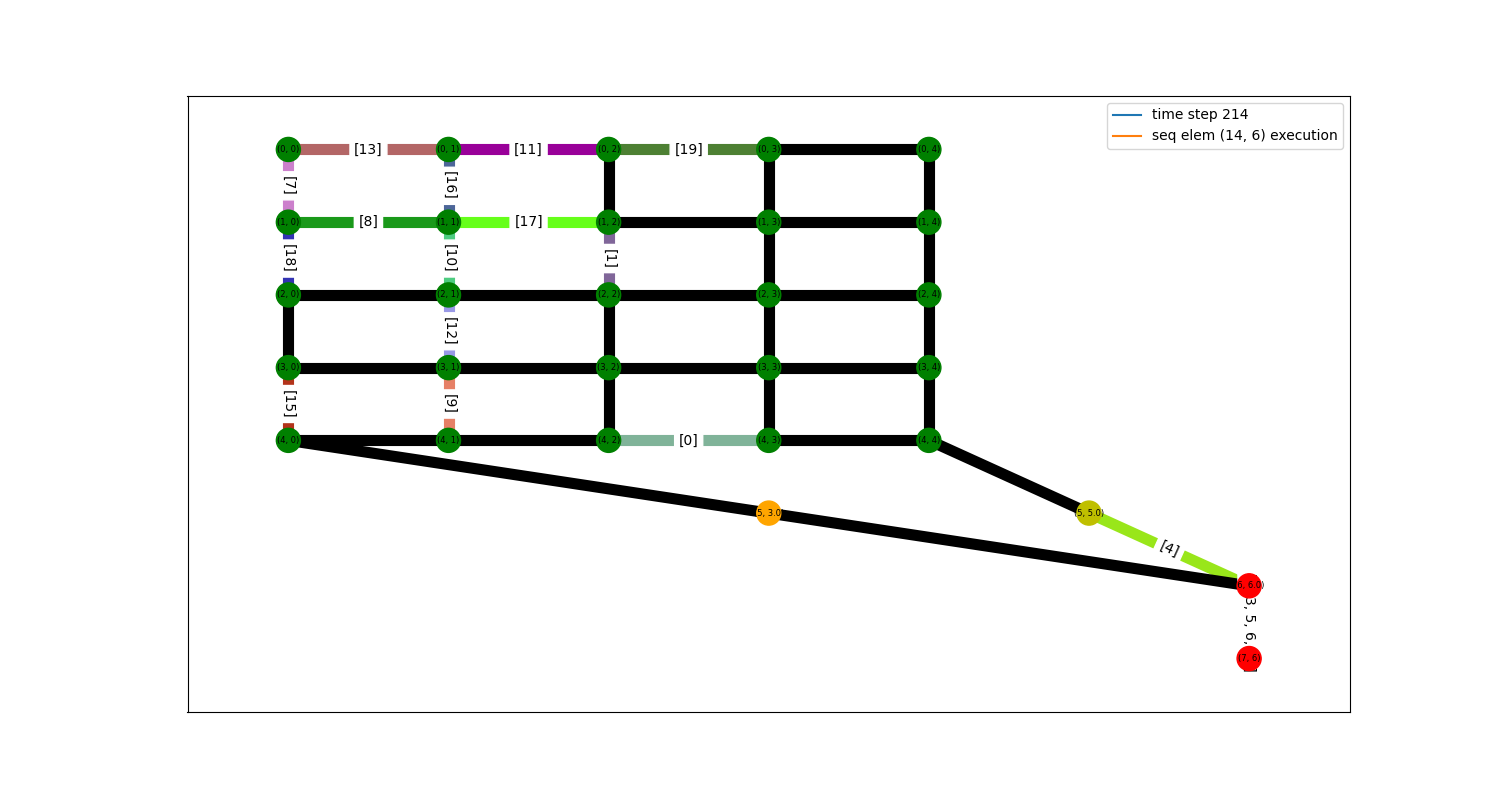 time step 214
seq elem (14, 6) execution
(0, 0) [13] (0, 1) [11] (0, 2) [19] (0, 3) (0, 4)
[7] [16]
(1, 0) [8] (1, 1) [17] (1, 2) (1, 3) (1, 4)
[18] [10] [1]
(2, 0) (2, 1) (2, 2) (2, 3) (2, 4)
[12]
(3, 0) (3, 1) (3, 2) (3, 3) (3, 4)
[15] [9]
(4, 0) (4, 1) (4, 2) [0] (4, 3) (4, 4)
(5, 3.0) (5, 5.0)
[4]
(6, 6.0)
3, 5, 6,
(7, 6)